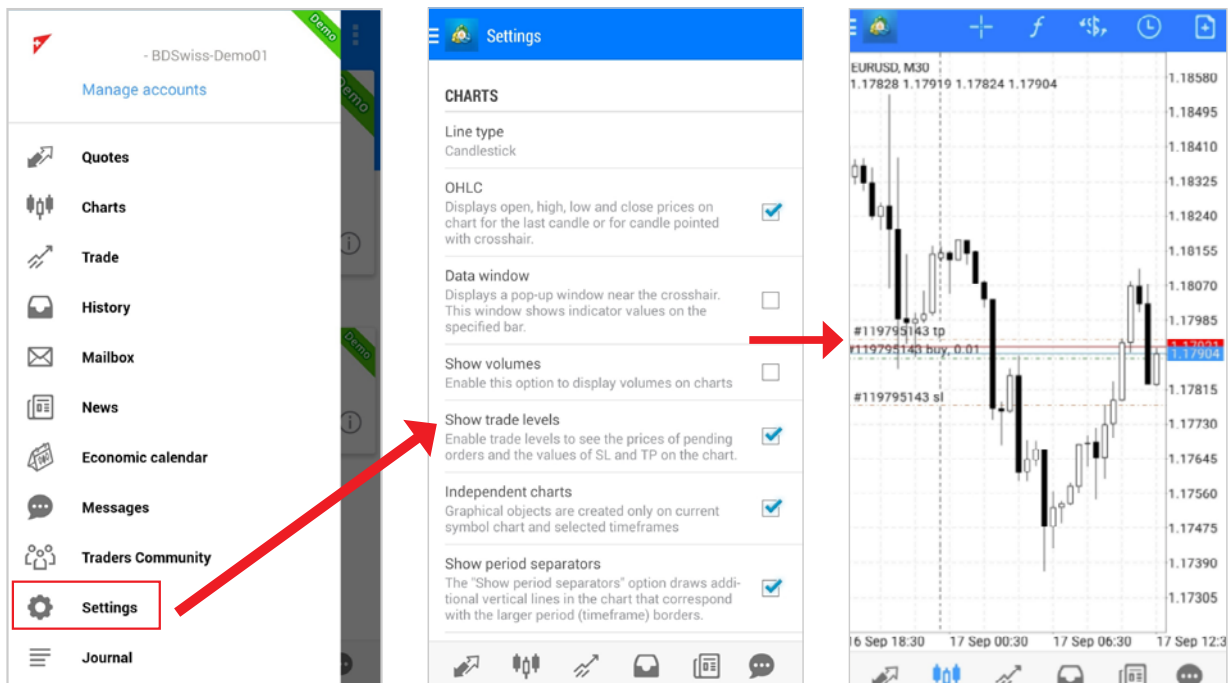 Demo
- BDSwiss-Demo01
Manage accounts
Demo
Quotes
Charts
Trade
History
Demo
Mailbox
News
Economic calendar
Messages
Traders Community
Settings
Journal
Settings
CHARTS
Line type
Candlestick
OHLC
Displays open, high, low and close prices on
chart for the last candle or for candle pointed
with crosshair.
Data window
Displays a pop-up window near the crosshair.
This window shows indicator values on the
specified bar.
Show volumes
Enable this option to display volumes on charts
Show trade levels
Enable trade levels to see the prices of pending
orders and the values of SL and TP on the chart.
Independent charts
Graphical objects are created only on current
symbol chart and selected timeframes
Show period separators
The "Show period separators" option draws addi-
tional vertical lines in the chart that correspond
with the larger period (timeframe) borders.
EURUSD, M30
1.17828 1.17919 1.17824 1.17904
1.18580
1.18495
1.18410
1.18325
1.18240
1.18155
1.18070
1.17985
#119795143 tp
1.17921
#119795143 buy, 0.01
1.17904
#119795143 sl
1.17815
1.17730
1.17645
1.17560
1.17475
1.17390
1.17305
16 Sep 18:30 17 Sep 00:30 17 Sep 06:30 17 Sep 12:3